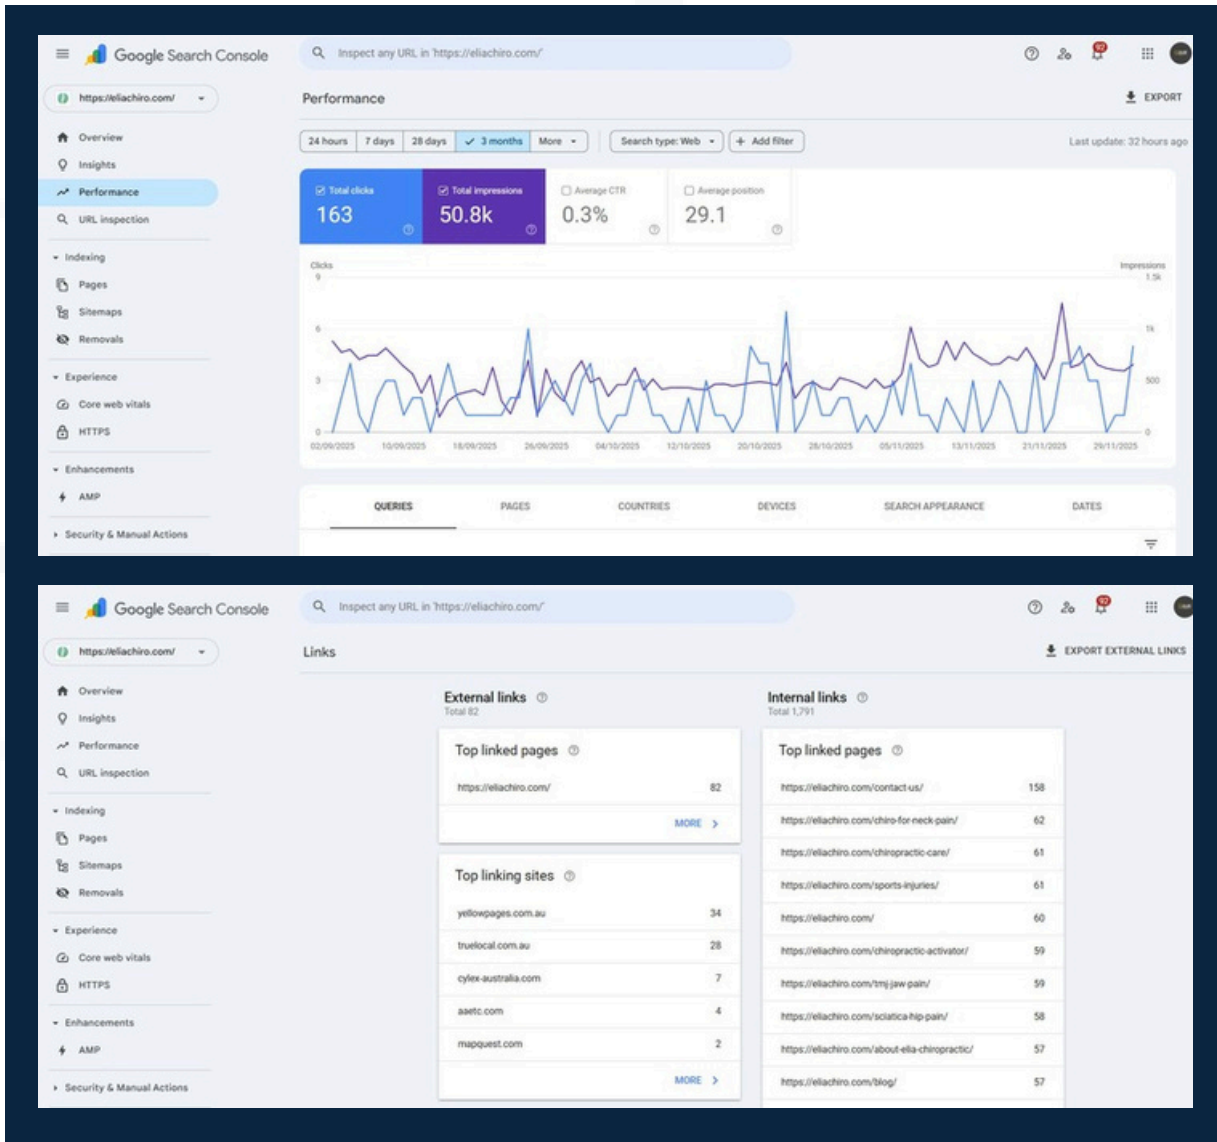 Google Search Console
Inspect any URL in 'https://eliachiro.com/'
92
https://eliachiro.com/
Performance
EXPORT
Overview
Insights
Performance
URL inspection
Indexing
Pages
Sitemaps
Removals
Experience
Core web vitals
HTTPS
Enhancements
AMP
Security & Manual Actions
24 hours 7 days 28 days 3 months More
Search type: Web
Add filter
Last update: 32 hours ago
Total clicks
163
Total impressions
50.8k
Average CTR
0.3%
Average position
29.1
Clicks Impressions
9 1.5k
6 1k
3 500
0 0
02/09/2025 10/09/2025 18/09/2025 26/09/2025 04/10/2025 12/10/2025 20/10/2025 28/10/2025 05/11/2025 13/11/2025 21/11/2025 29/11/2025
QUERIES PAGES COUNTRIES DEVICES SEARCH APPEARANCE DATES
Google Search Console
Inspect any URL in 'https://eliachiro.com/'
92
https://eliachiro.com/
Links
EXPORT EXTERNAL LINKS
Overview
Insights
Performance
URL inspection
Indexing
Pages
Sitemaps
Removals
Experience
Core web vitals
HTTPS
Enhancements
AMP
Security & Manual Actions
External links
Total 82
Top linked pages
https://eliachiro.com/ 82
MORE
Top linking sites
yellowpages.com.au 34
truelocal.com.au 28
cylex-australia.com 7
aaetc.com 4
mapquest.com 2
MORE
Internal links
Total 1,791
Top linked pages
https://eliachiro.com/contact-us/ 158
https://eliachiro.com/chiro-for-neck-pain/ 62
https://eliachiro.com/chiropractic-care/ 61
https://eliachiro.com/sports-injuries/ 61
https://eliachiro.com/ 60
https://eliachiro.com/chiropractic-activator/ 59
https://eliachiro.com/tmj-jaw-pain/ 59
https://eliachiro.com/sciatica-hip-pain/ 58
https://eliachiro.com/about-elia-chiropractic/ 57
https://eliachiro.com/blog/ 57